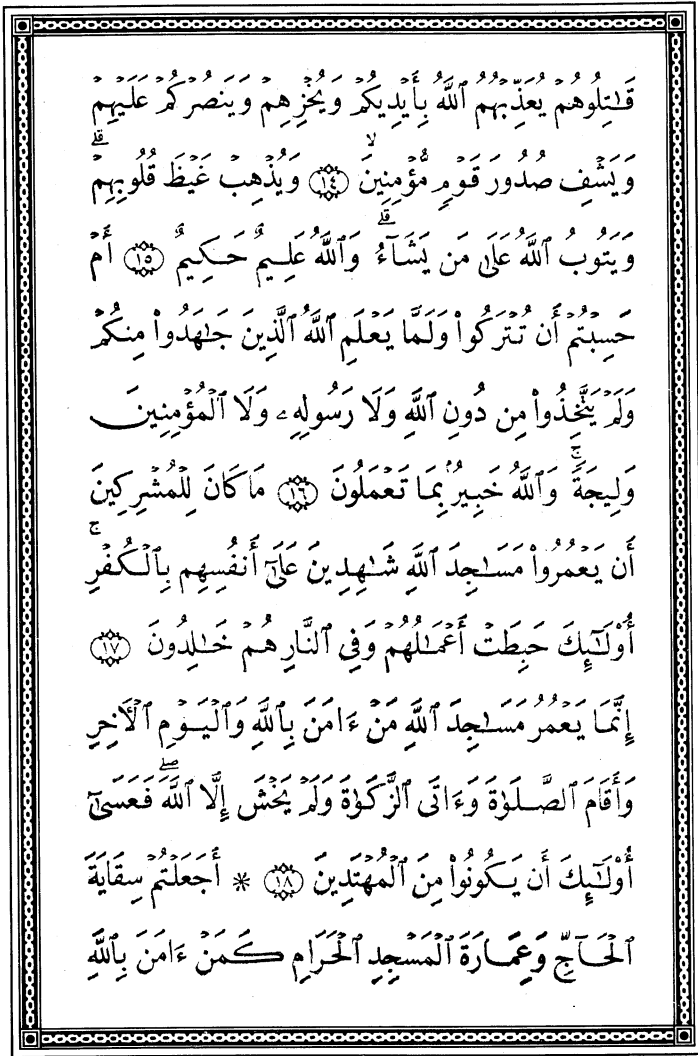 قَٰتِلُوهُمْ يُعَذِّبْهُمُ ٱللَّهُ بِأَيْدِيكُمْ وَيُخْزِهِمْ وَيَنصُرْكُمْ عَلَيْهِمْ
وَيَشْفِ صُدُورَ قَوْمٍ مُّؤْمِنِينَ ۙ ١٤ وَيُذْهِبْ غَيْظَ قُلُوبِهِمْ ۗ
وَيَتُوبُ ٱللَّهُ عَلَىٰ مَن يَشَآءُ ۗ وَٱللَّهُ عَلِيمٌ حَكِيمٌ ١٥ أَمْ
حَسِبْتُمْ أَن تُتْرَكُوا۟ وَلَمَّا يَعْلَمِ ٱللَّهُ ٱلَّذِينَ جَٰهَدُوا۟ مِنكُمْ
وَلَمْ يَتَّخِذُوا۟ مِن دُونِ ٱللَّهِ وَلَا رَسُولِهِۦ وَلَا ٱلْمُؤْمِنِينَ
وَلِيجَةً ۚ وَٱللَّهُ خَبِيرٌۢ بِمَا تَعْمَلُونَ ١٦ مَا كَانَ لِلْمُشْرِكِينَ
أَن يَعْمُرُوا۟ مَسَٰجِدَ ٱللَّهِ شَٰهِدِينَ عَلَىٰٓ أَنفُسِهِم بِٱلْكُفْرِ ۚ
أُو۟لَٰٓئِكَ حَبِطَتْ أَعْمَٰلُهُمْ وَفِى ٱلنَّارِ هُمْ خَٰلِدُونَ ١٧
إِنَّمَا يَعْمُرُ مَسَٰجِدَ ٱللَّهِ مَنْ ءَامَنَ بِٱللَّهِ وَٱلْيَوْمِ ٱلْءَاخِرِ
وَأَقَامَ ٱلصَّلَوٰةَ وَءَاتَى ٱلزَّكَوٰةَ وَلَمْ يَخْشَ إِلَّا ٱللَّهَ ۖ فَعَسَىٰٓ
أُو۟لَٰٓئِكَ أَن يَكُونُوا۟ مِنَ ٱلْمُهْتَدِينَ ١٨ * أَجَعَلْتُمْ سِقَايَةَ
ٱلْحَآجِّ وَعِمَارَةَ ٱلْمَسْجِدِ ٱلْحَرَامِ كَمَنْ ءَامَنَ بِٱللَّهِ